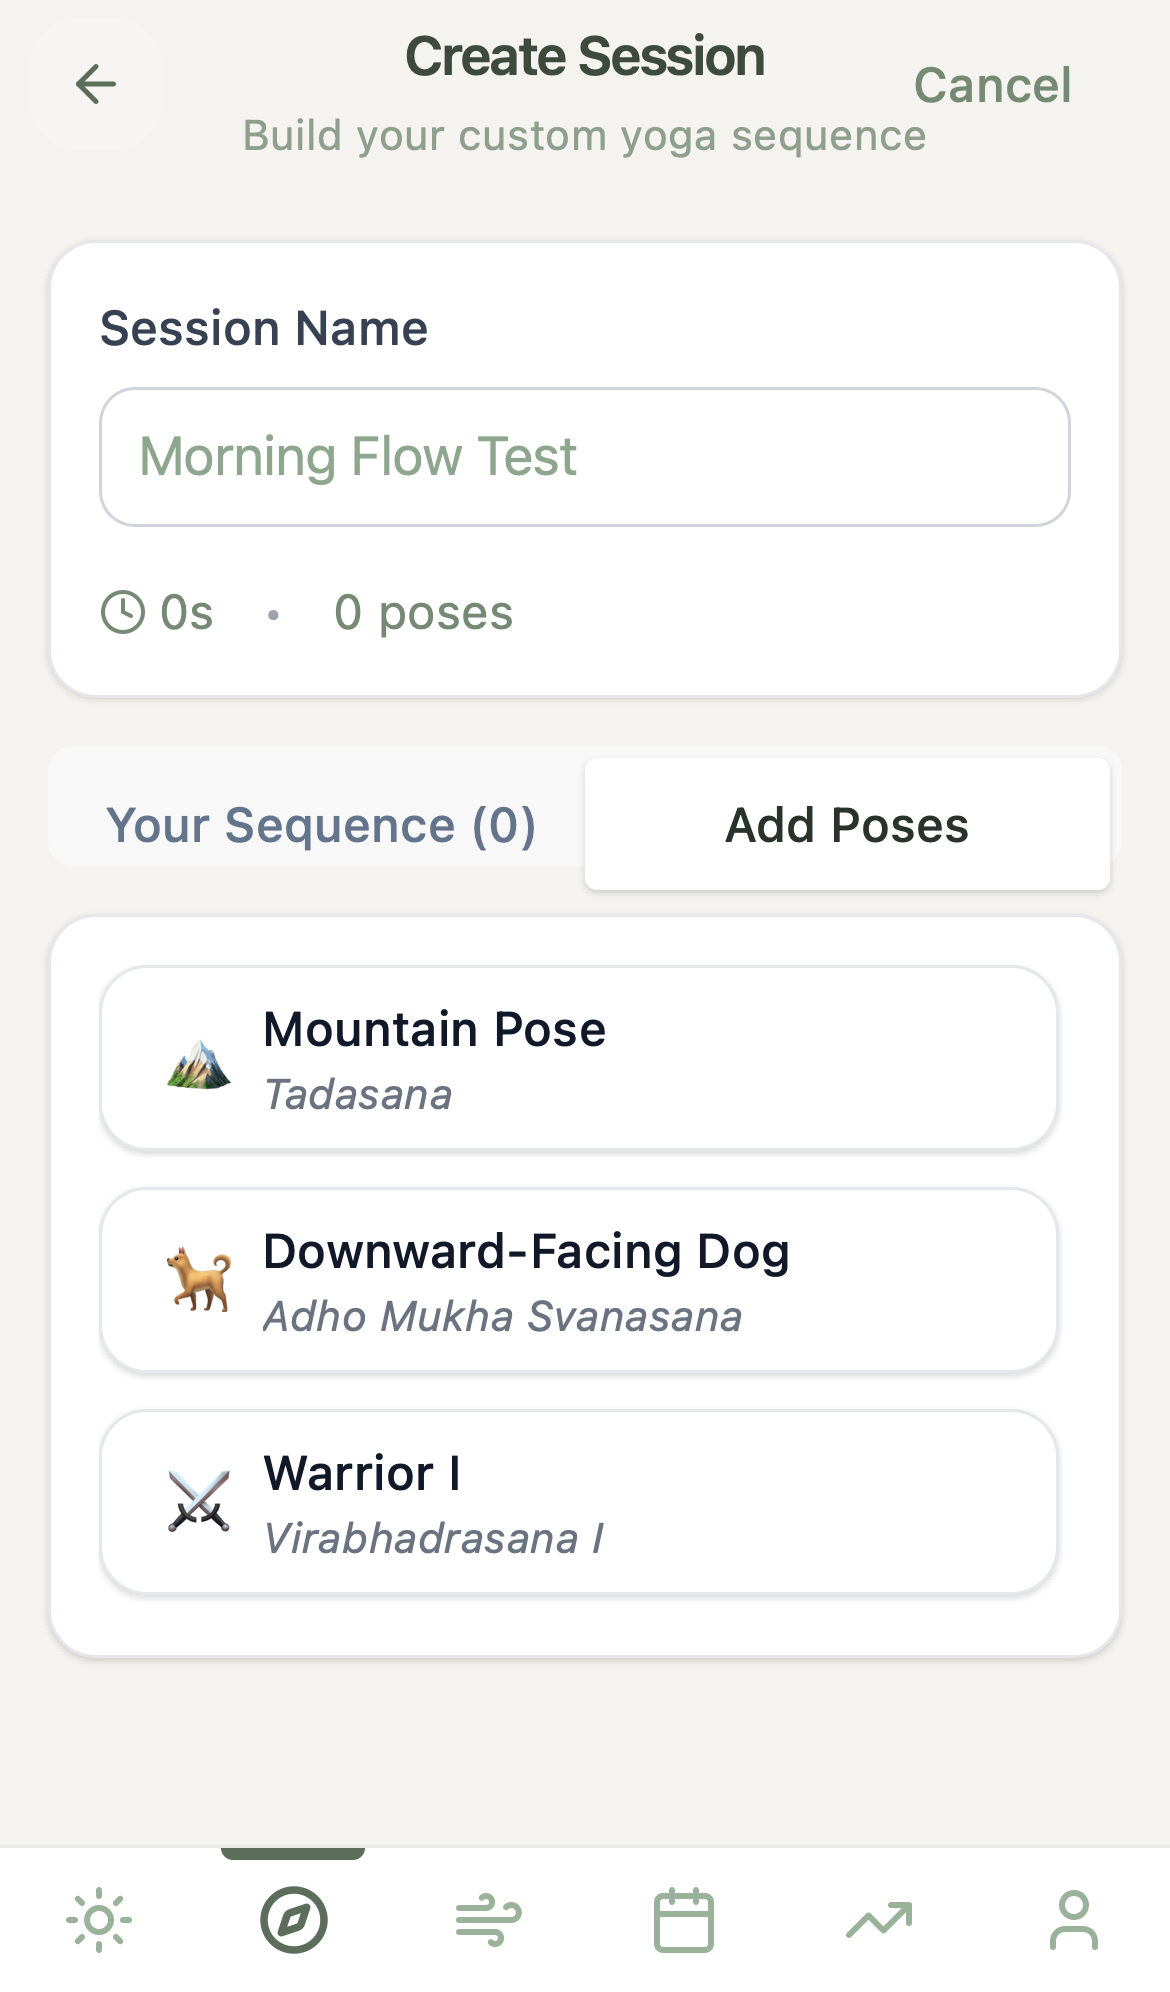 Create Session
Cancel
Build your custom yoga sequence
Session Name
Morning Flow Test
0s • 0 poses
Your Sequence (0)
Add Poses
Mountain Pose
Tadasana
Downward-Facing Dog
Adho Mukha Svanasana
Warrior I
Virabhadrasana I